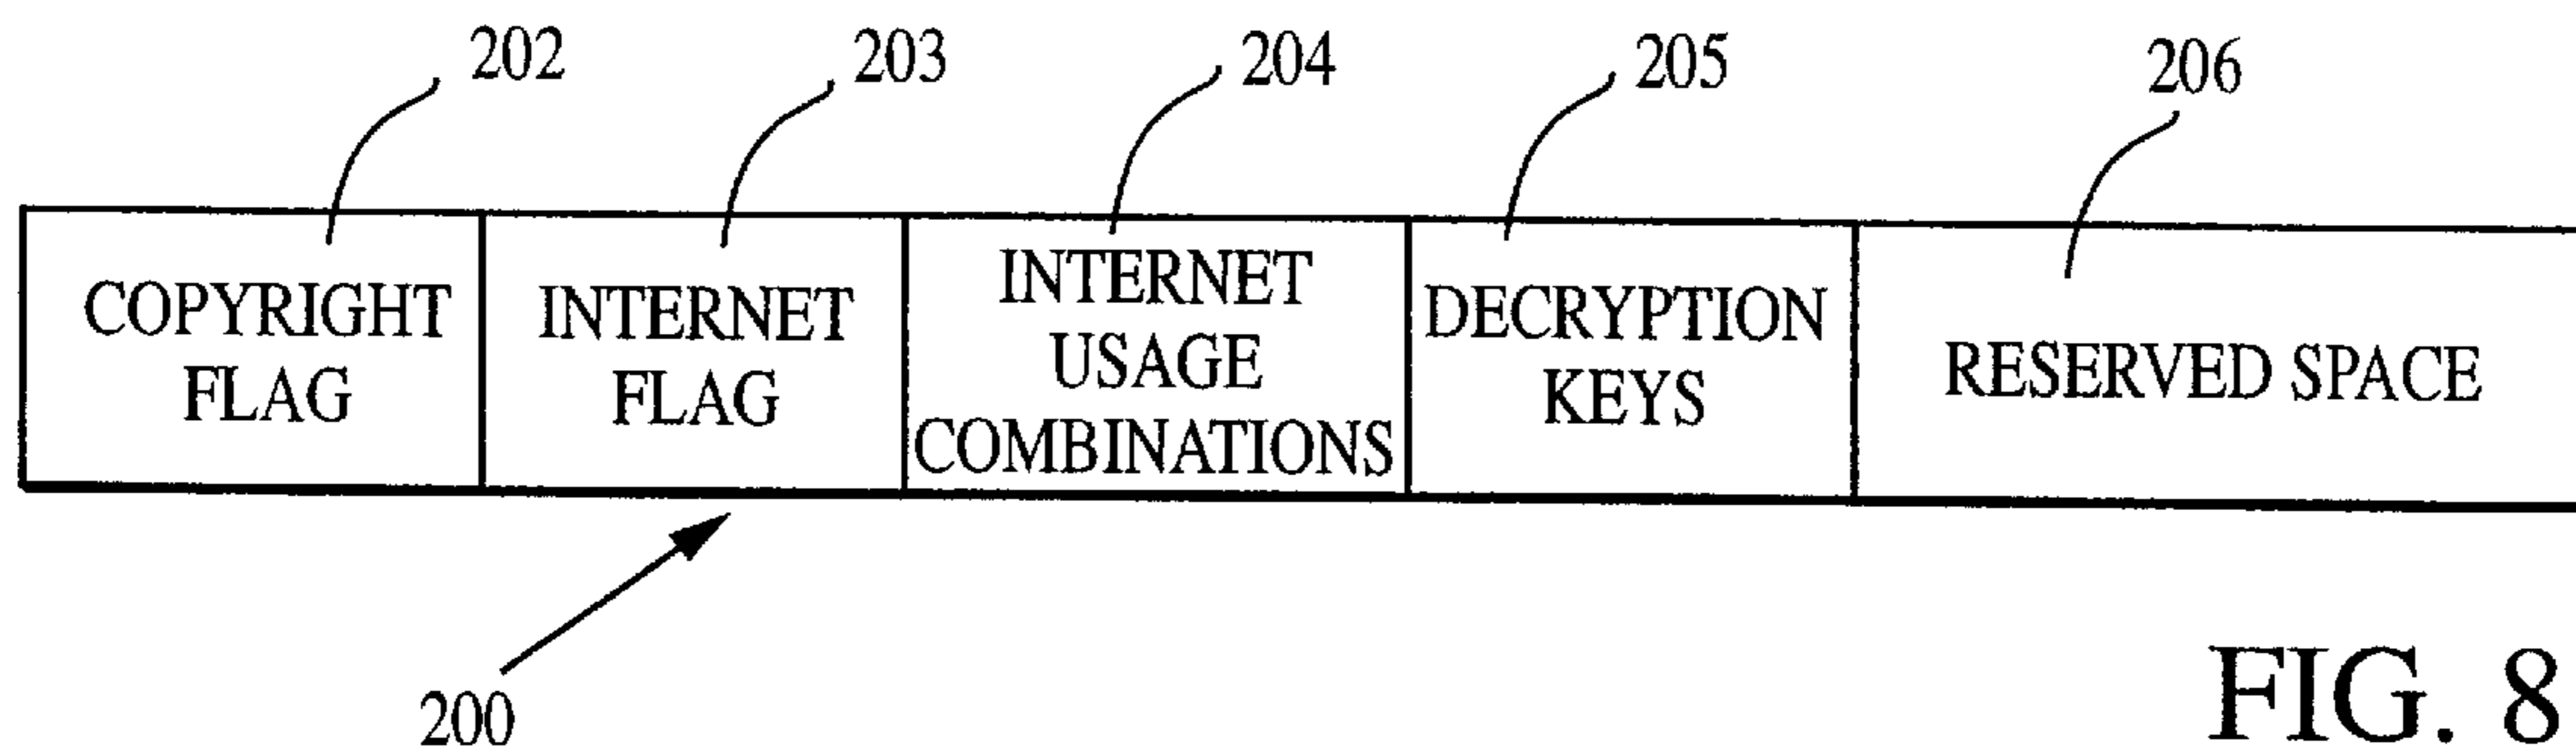 202 203 204 205 206
COPYRIGHT
FLAG
INTERNET
FLAG
INTERNET
USAGE
COMBINATIONS
DECRYPTION
KEYS
RESERVED SPACE
200
FIG. 8